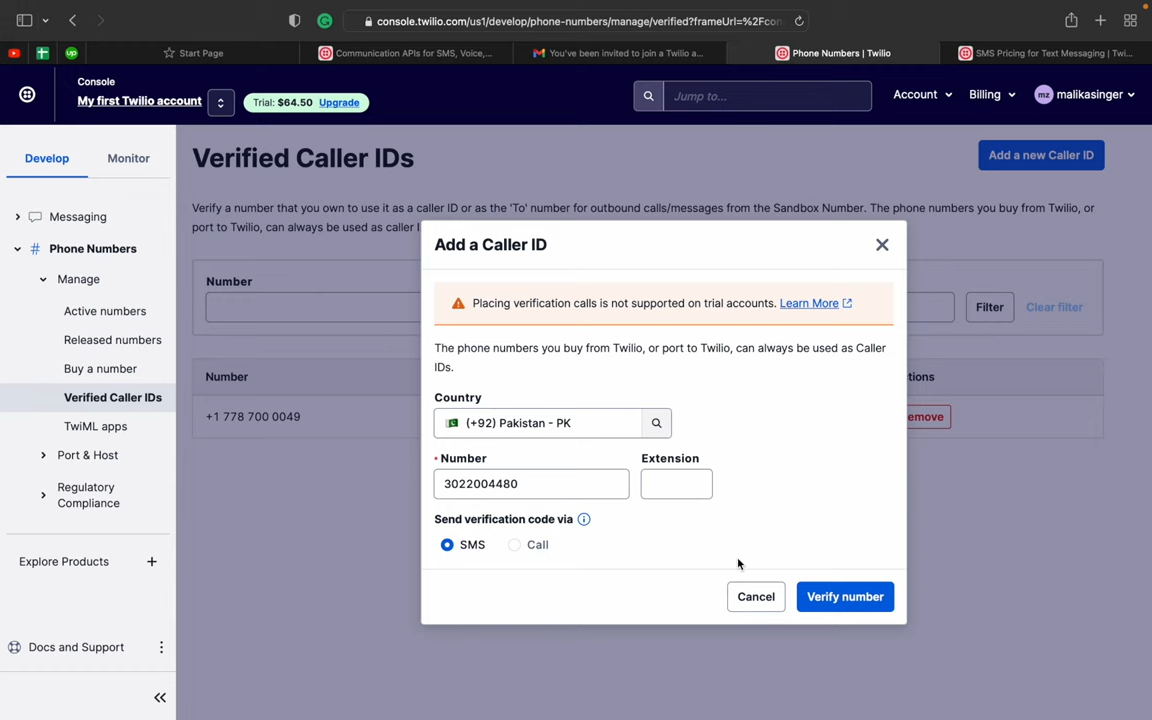 console.twilio.com/us1/develop/phone-numbers/manage/verified?frameUrl=%2Fcon...
up
Start Page
Communication APIs for SMS, Voice,...
You've been invited to join a Twilio a...
Phone Numbers | Twilio
SMS Pricing for Text Messaging | Twi...
Console
My first Twilio account
Trial: $64.50 Upgrade
Jump to...
Account
Billing
mz
malikasinger
Develop
Monitor
Messaging
# Phone Numbers
Manage
Active numbers
Released numbers
Buy a number
Verified Caller IDs
TwiML apps
Port & Host
Regulatory
Compliance
Explore Products +
Docs and Support
Verified Caller IDs
Add a new Caller ID
Verify a number that you own to use it as a caller ID or as the 'To' number for outbound calls/messages from the Sandbox Number. The phone numbers you buy from Twilio, or
port to Twilio, can always be used as caller I
Number
Filter
Clear filter
Number
ctions
+1 778 700 0049
emove
Add a Caller ID
Placing verification calls is not supported on trial accounts. Learn More
The phone numbers you buy from Twilio, or port to Twilio, can always be used as Caller
IDs.
Country
(+92) Pakistan - PK
Number
Extension
3022004480
Send verification code via
SMS
Call
Cancel
Verify number